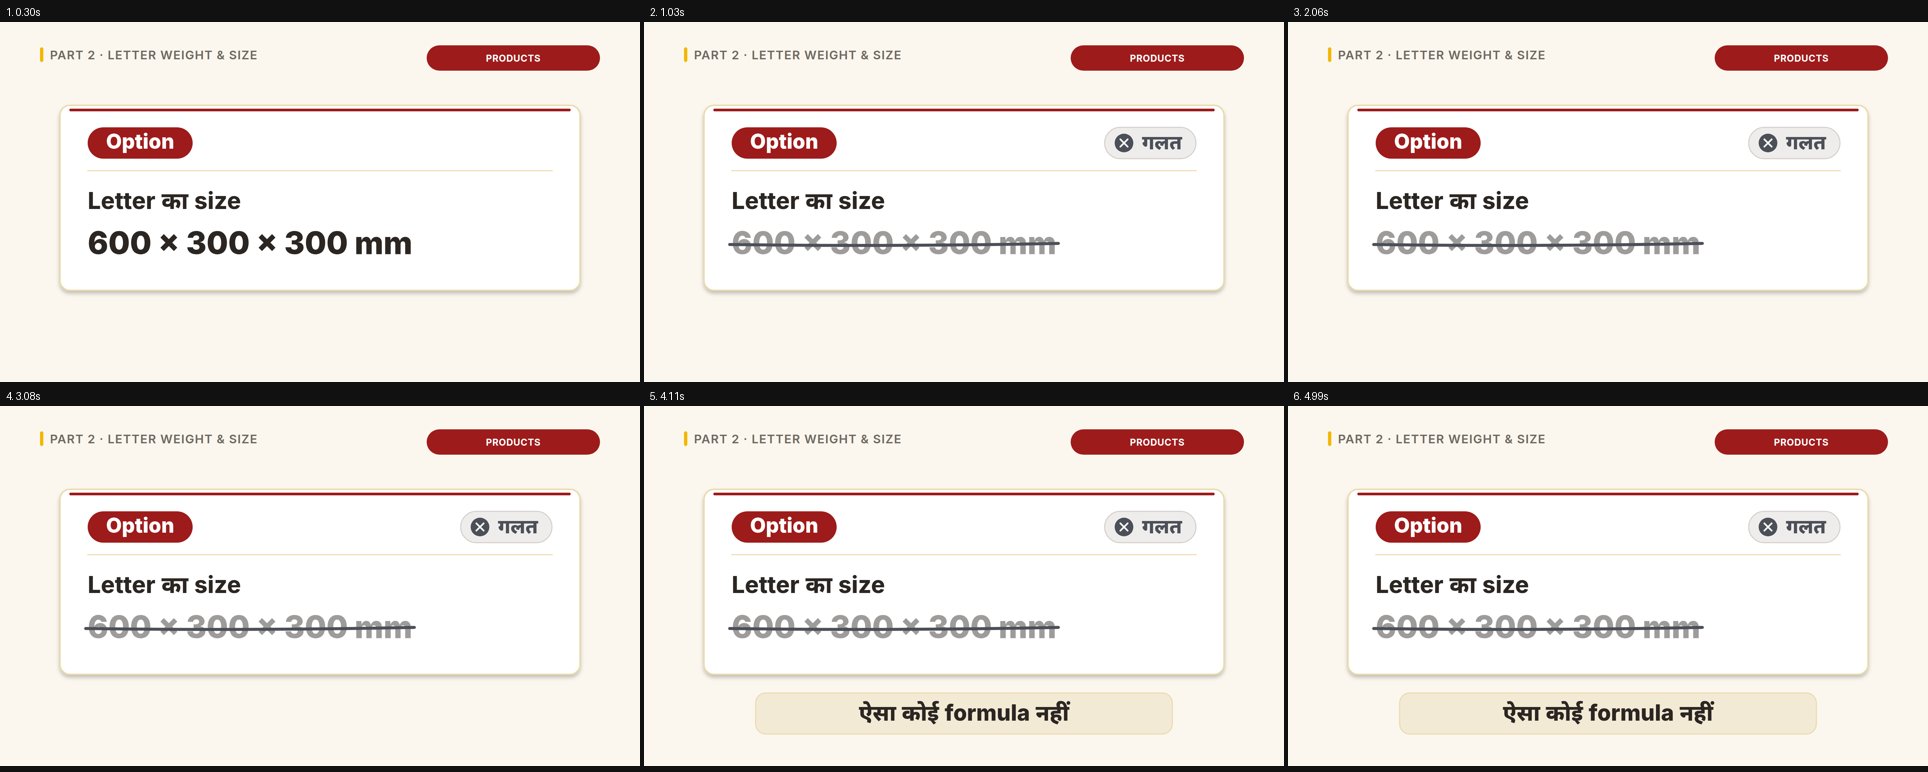 1. 0.30s
PART 2 · LETTER WEIGHT & SIZE
PRODUCTS
Option
Letter का size
600 × 300 × 300 mm
2. 1.03s
PART 2 · LETTER WEIGHT & SIZE
PRODUCTS
Option
गलत
Letter का size
600 × 300 × 300 mm
3. 2.06s
PART 2 · LETTER WEIGHT & SIZE
PRODUCTS
Option
गलत
Letter का size
600 × 300 × 300 mm
4. 3.08s
PART 2 · LETTER WEIGHT & SIZE
PRODUCTS
Option
गलत
Letter का size
600 × 300 × 300 mm
5. 4.11s
PART 2 · LETTER WEIGHT & SIZE
PRODUCTS
Option
गलत
Letter का size
600 × 300 × 300 mm
ऐसा कोई formula नहीं
6. 4.99s
PART 2 · LETTER WEIGHT & SIZE
PRODUCTS
Option
गलत
Letter का size
600 × 300 × 300 mm
ऐसा कोई formula नहीं